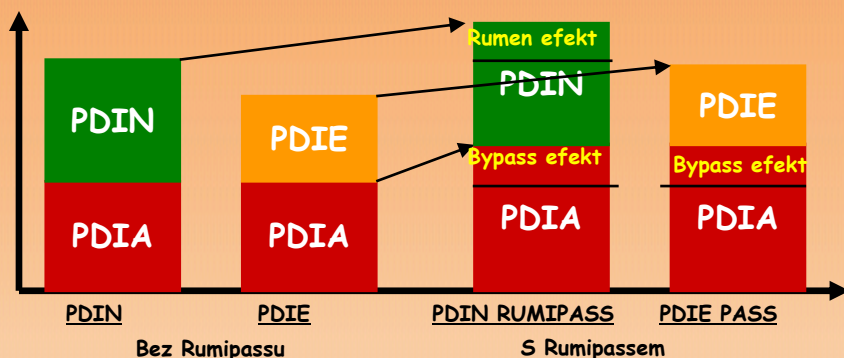 Rumen efekt
PDIN
PDIN
PDIE
PDIE
Bypass efekt
Bypass efekt
PDIA
PDIA
PDIA
PDIA
PDIN
PDIE
PDIN RUMIPASS
PDIE PASS
Bez Rumipassu
S Rumipassem